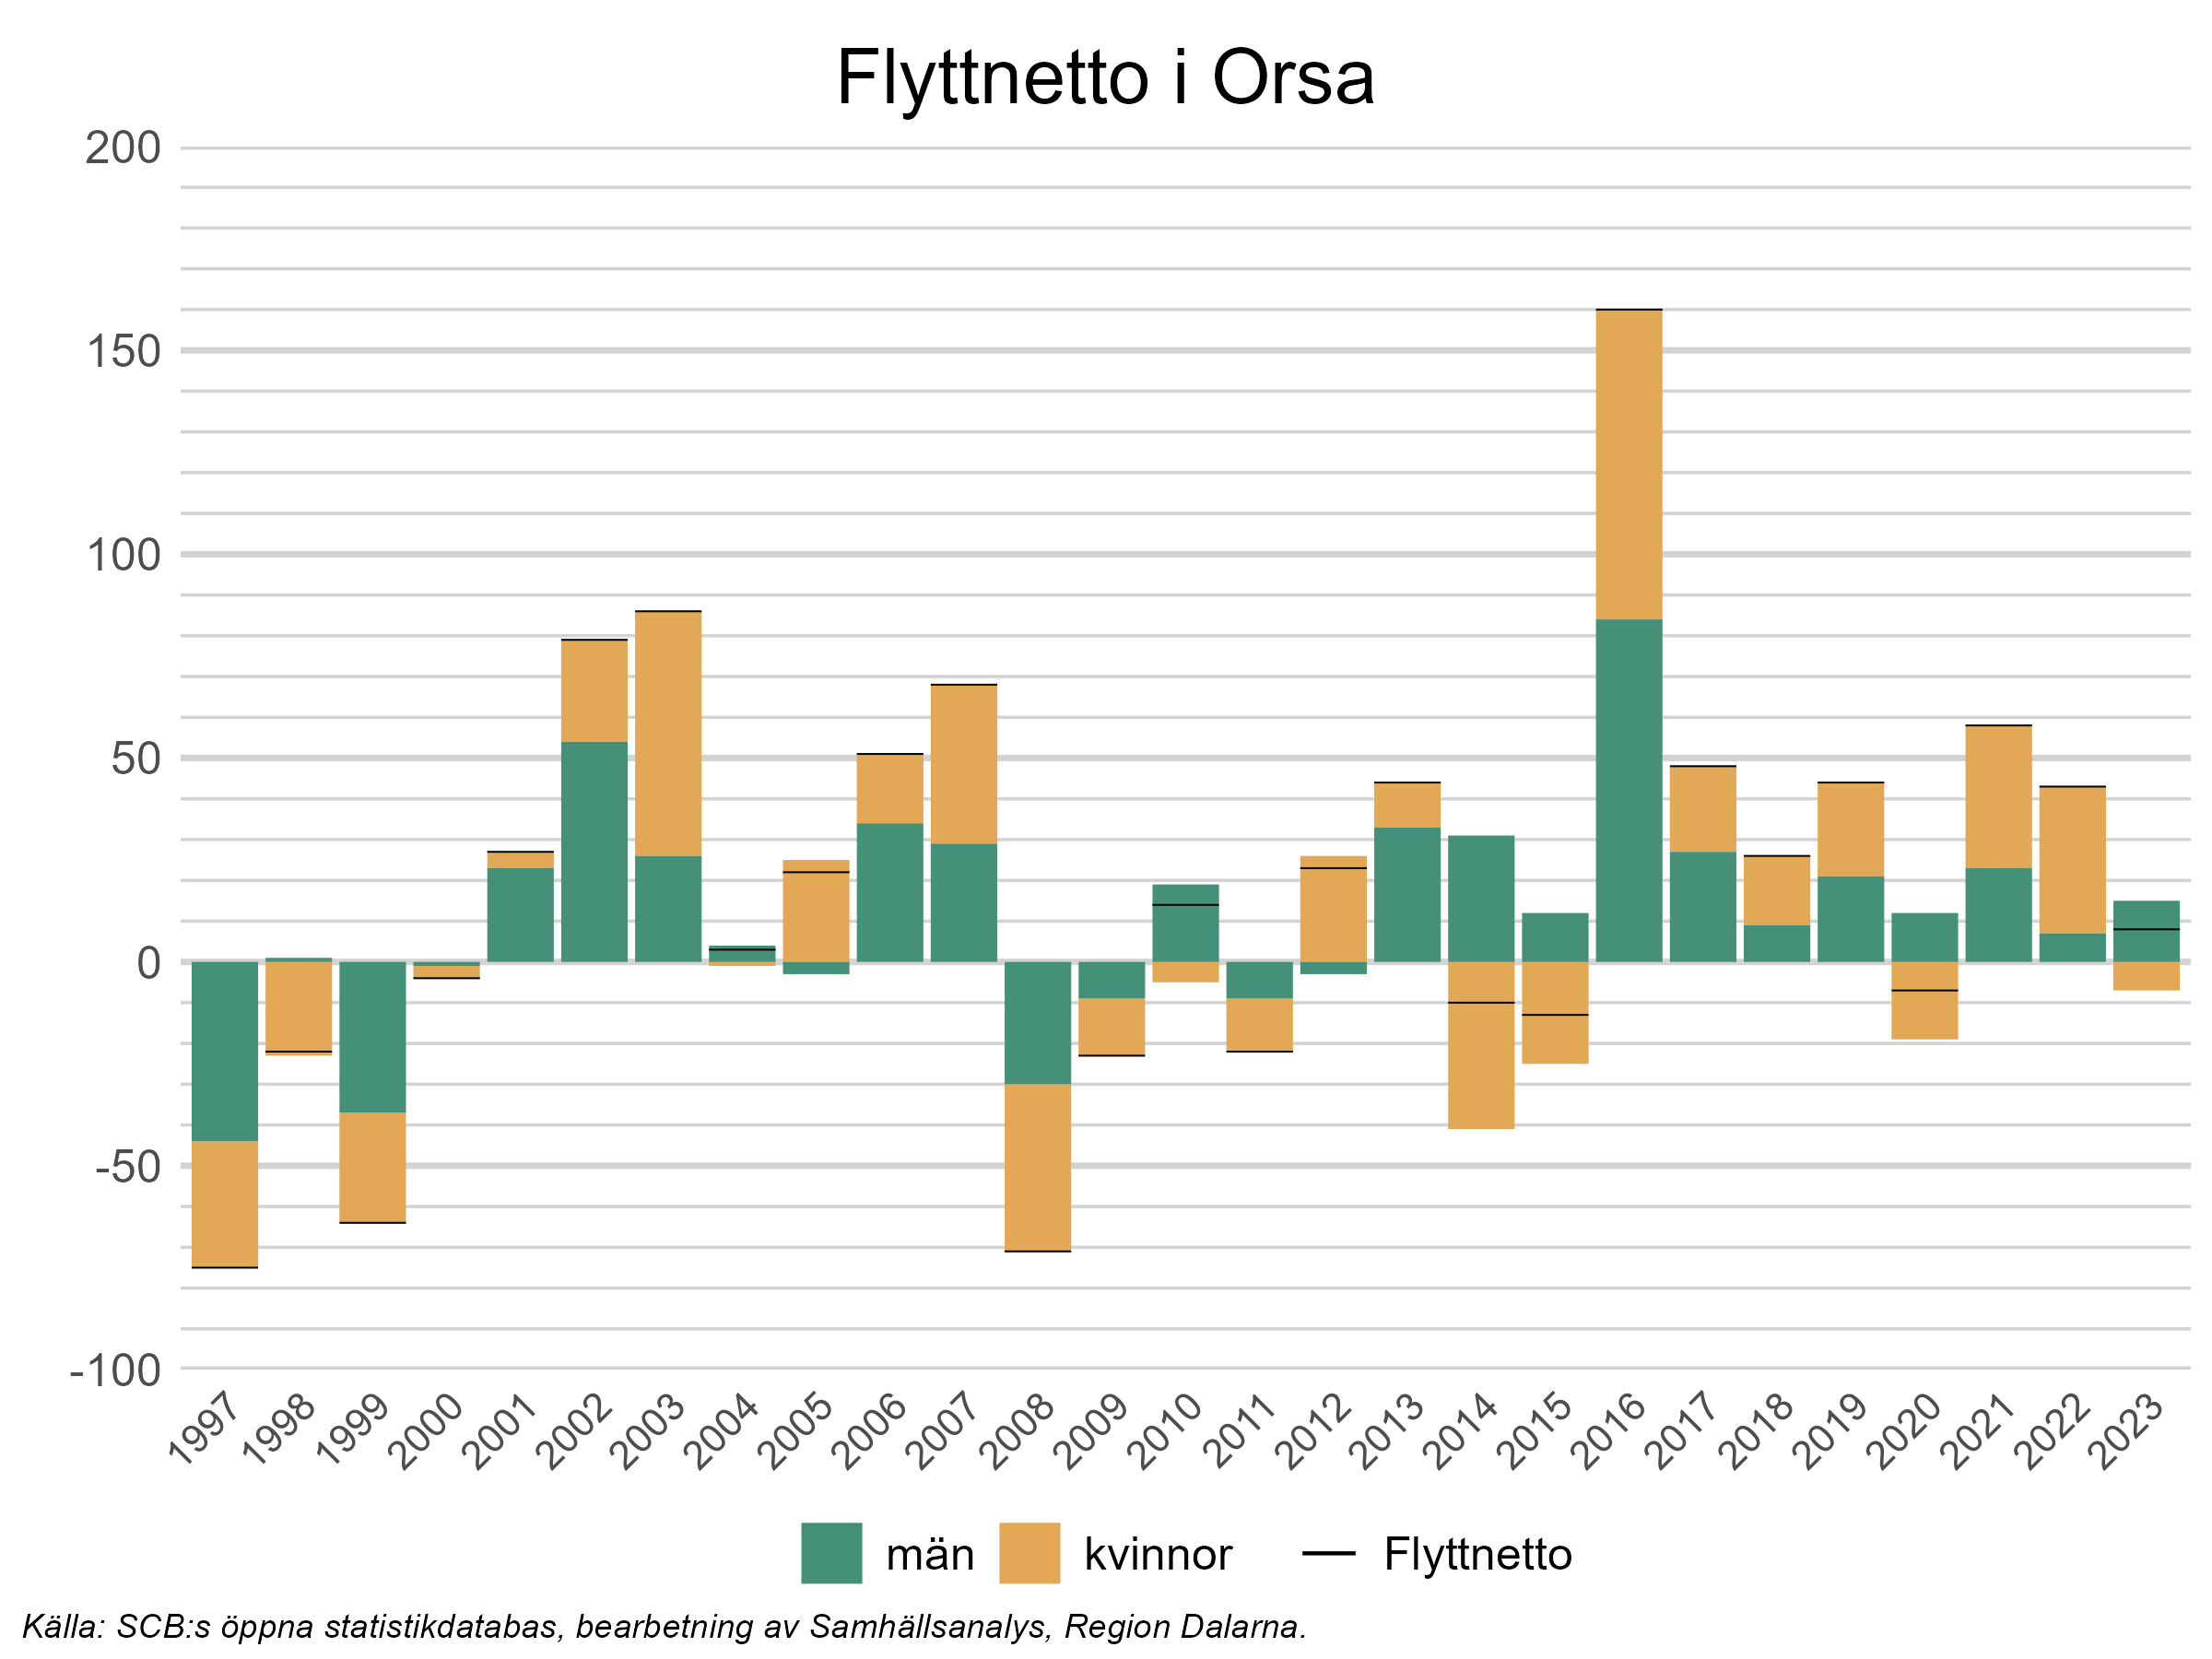 Flyttnetto i Orsa
200
150
100
50
0
-50
-100
1997 1998 1999 2000 2001 2002 2003 2004 2005 2006 2007 2008 2009 2010 2011 2012 2013 2014 2015 2016 2017 2018 2019 2020 2021 2022 2023
män kvinnor Flyttnetto
Källa: SCB:s öppna statistikdatabas, bearbetning av Samhällsanalys, Region Dalarna.